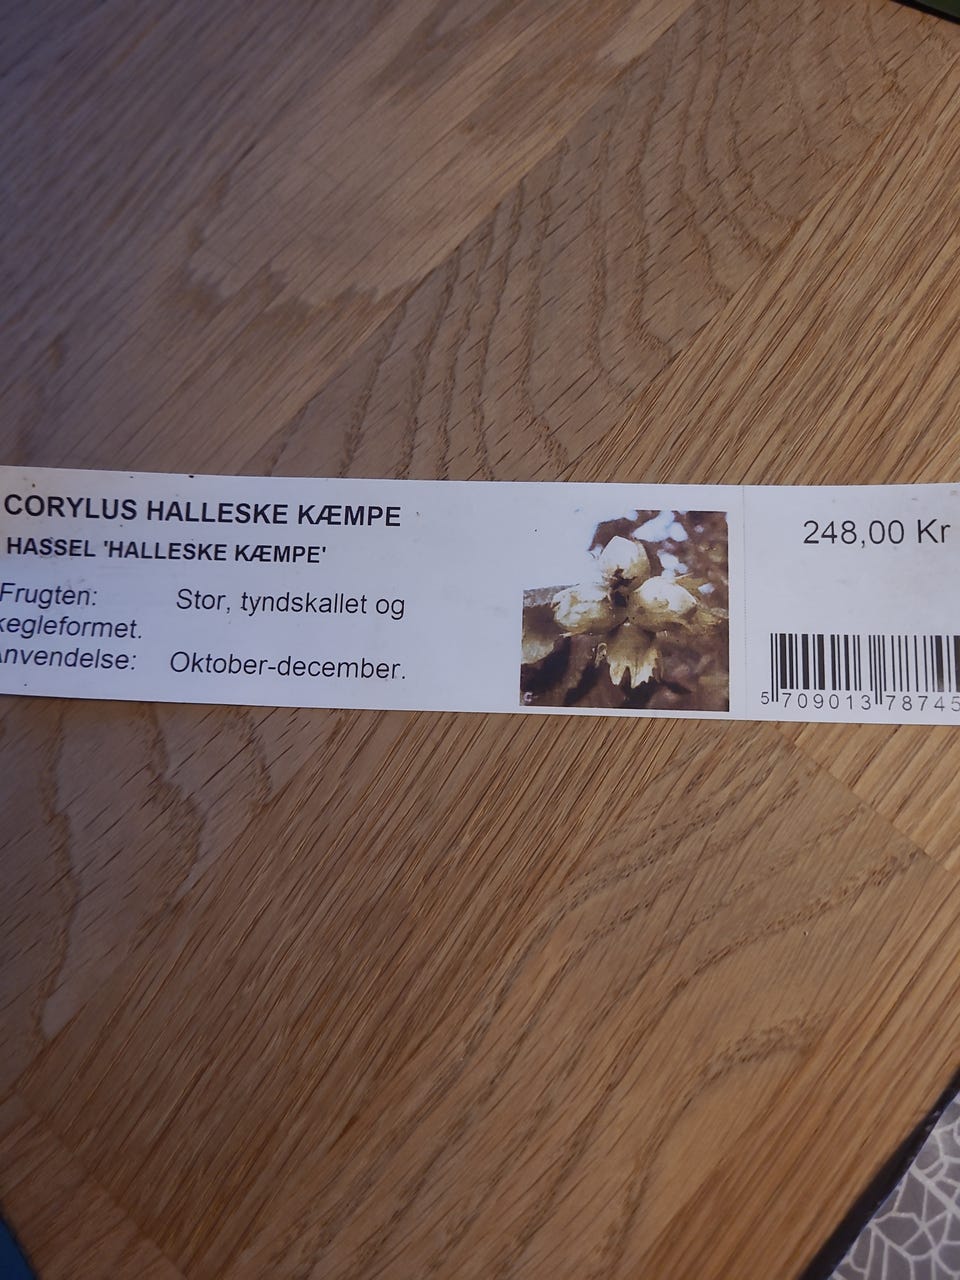 CORYLUS HALLESKE KÆMPE
HASSEL 'HALLESKE KÆMPE'
Frugten: Stor, tyndskallet og
kegleformet.
Anvendelse: Oktober-december.
248,00 Kr
5 709013 78745